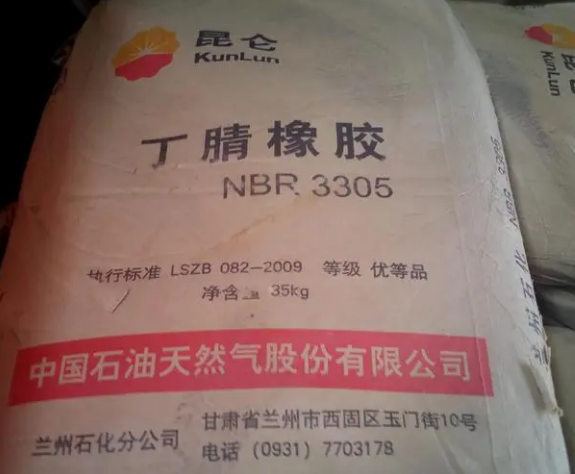 昆仑
KunLun
丁腈橡胶
NBR 3305
执行标准 LSZB 082-2009 等级 优等品
净含 35kg
中国石油天然气股份有限公司
兰州石化分公司
甘肃省兰州市西固区玉门街10号
电话 (0931) 7703178
KunLun
NBR 3305